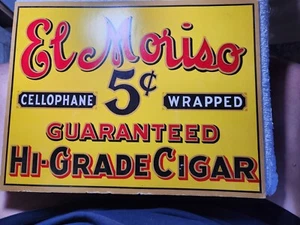 El Moriso
CELLOPHANE 5¢ WRAPPED
GUARANTEED
HI-GRADE CIGAR